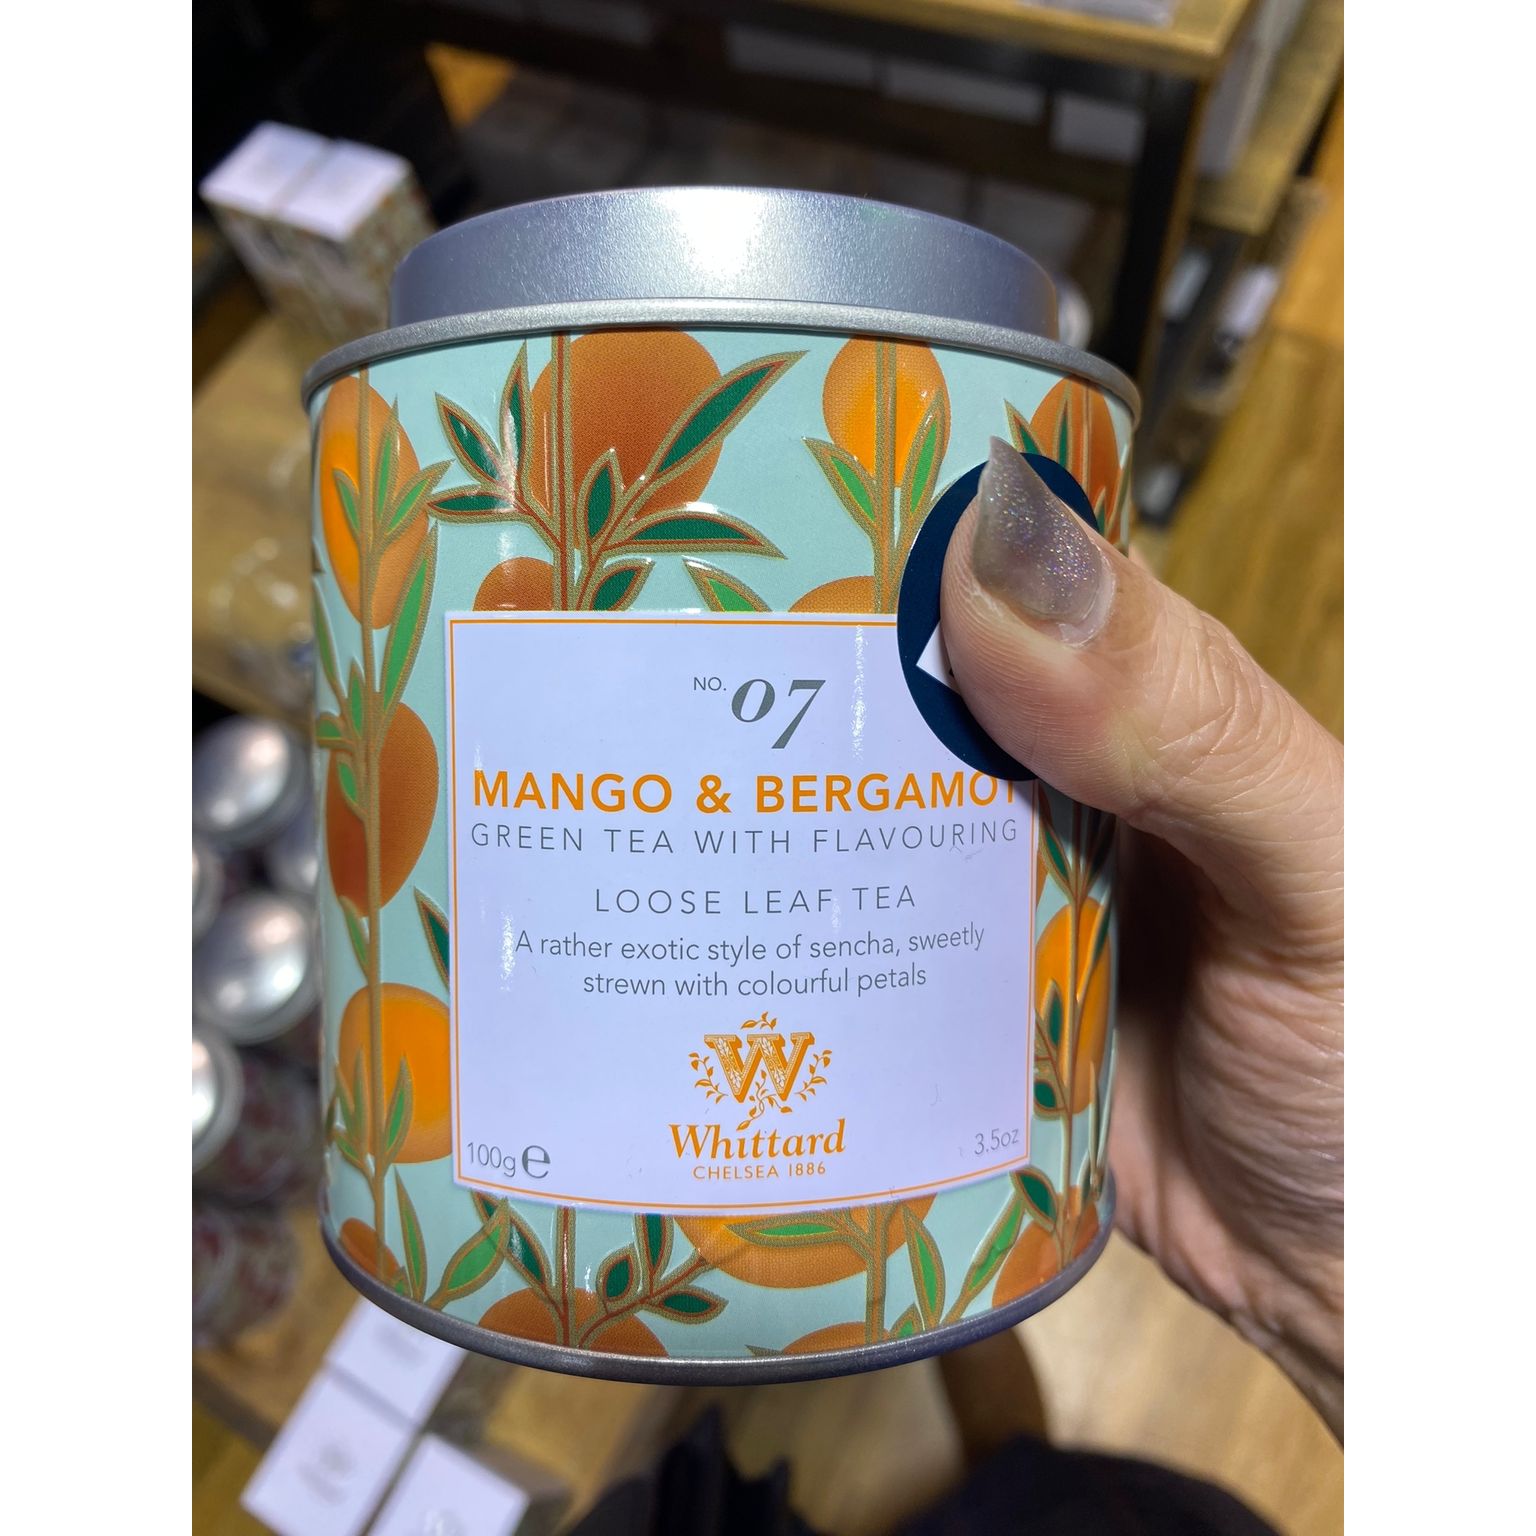 NO. 07
MANGO & BERGAMOT
GREEN TEA WITH FLAVOURING
LOOSE LEAF TEA
A rather exotic style of sencha, sweetly
strewn with colourful petals
W
Whittard
CHELSEA 1886
100g ℮ 3.5oz